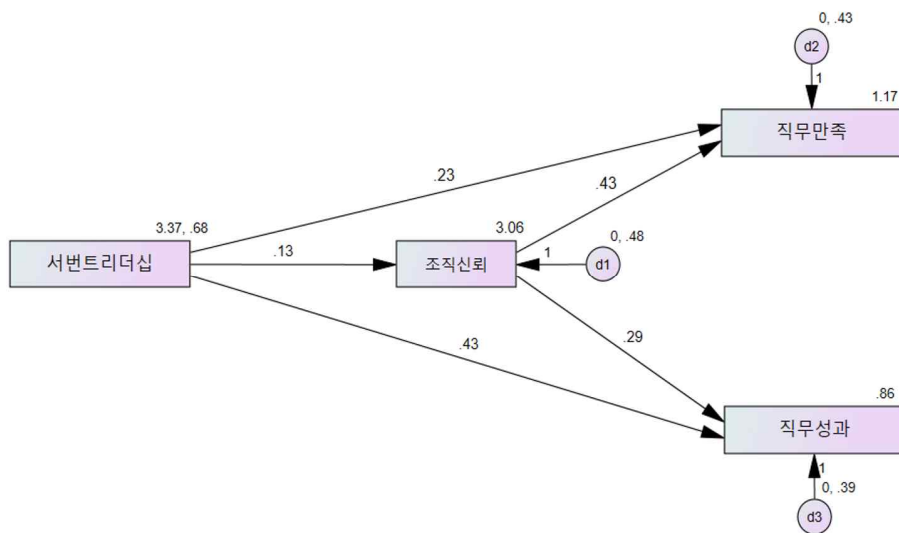 0, .43
d2
1
1.17
직무만족
.23
.43
3.37, .68
3.06
0, .48
서번트리더십
.13
조직신뢰
1
d1
.29
.43
.86
직무성과
1
0, .39
d3